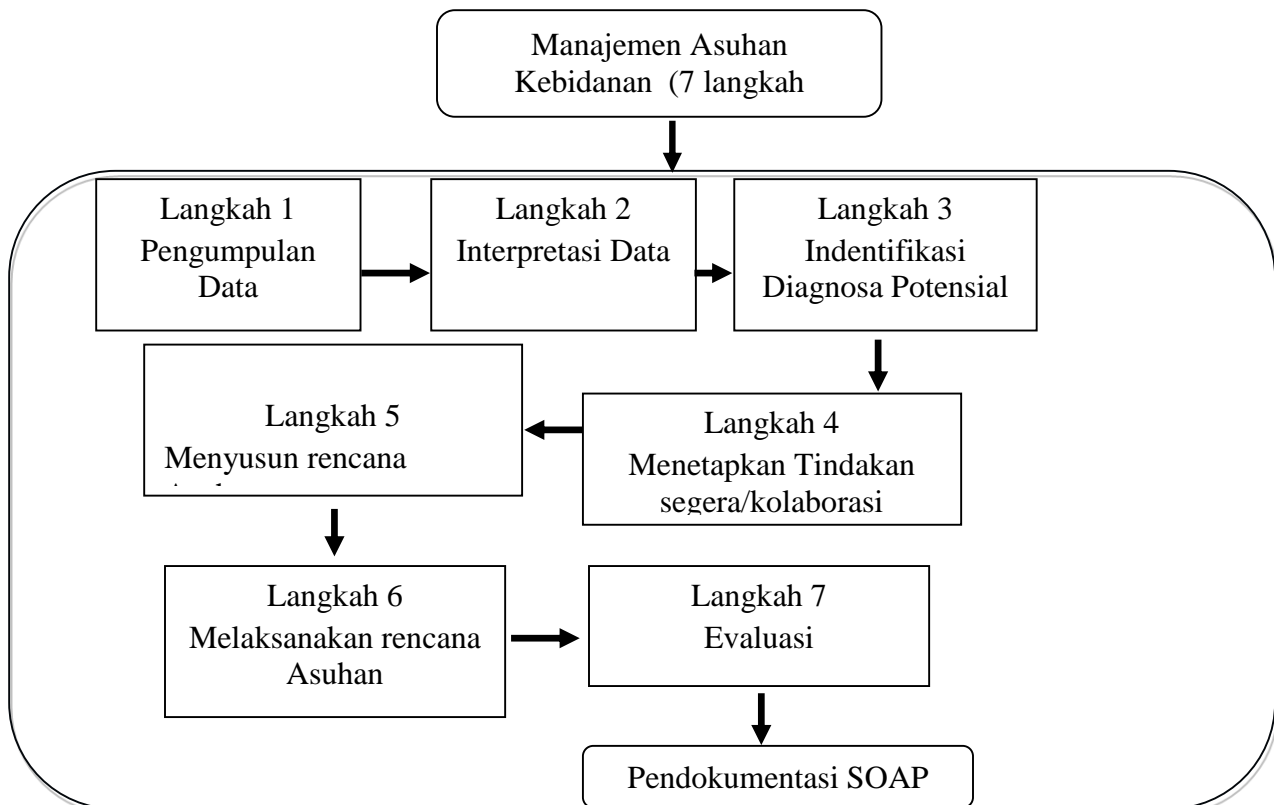 Manajemen Asuhan
Kebidanan (7 langkah
Langkah 1
Pengumpulan
Data
Langkah 2
Interpretasi Data
Langkah 3
Indentifikasi
Diagnosa Potensial
Langkah 4
Menetapkan Tindakan
segera/kolaborasi
Langkah 5
Menyusun rencana
Langkah 6
Melaksanakan rencana
Asuhan
Langkah 7
Evaluasi
Pendokumentasi SOAP